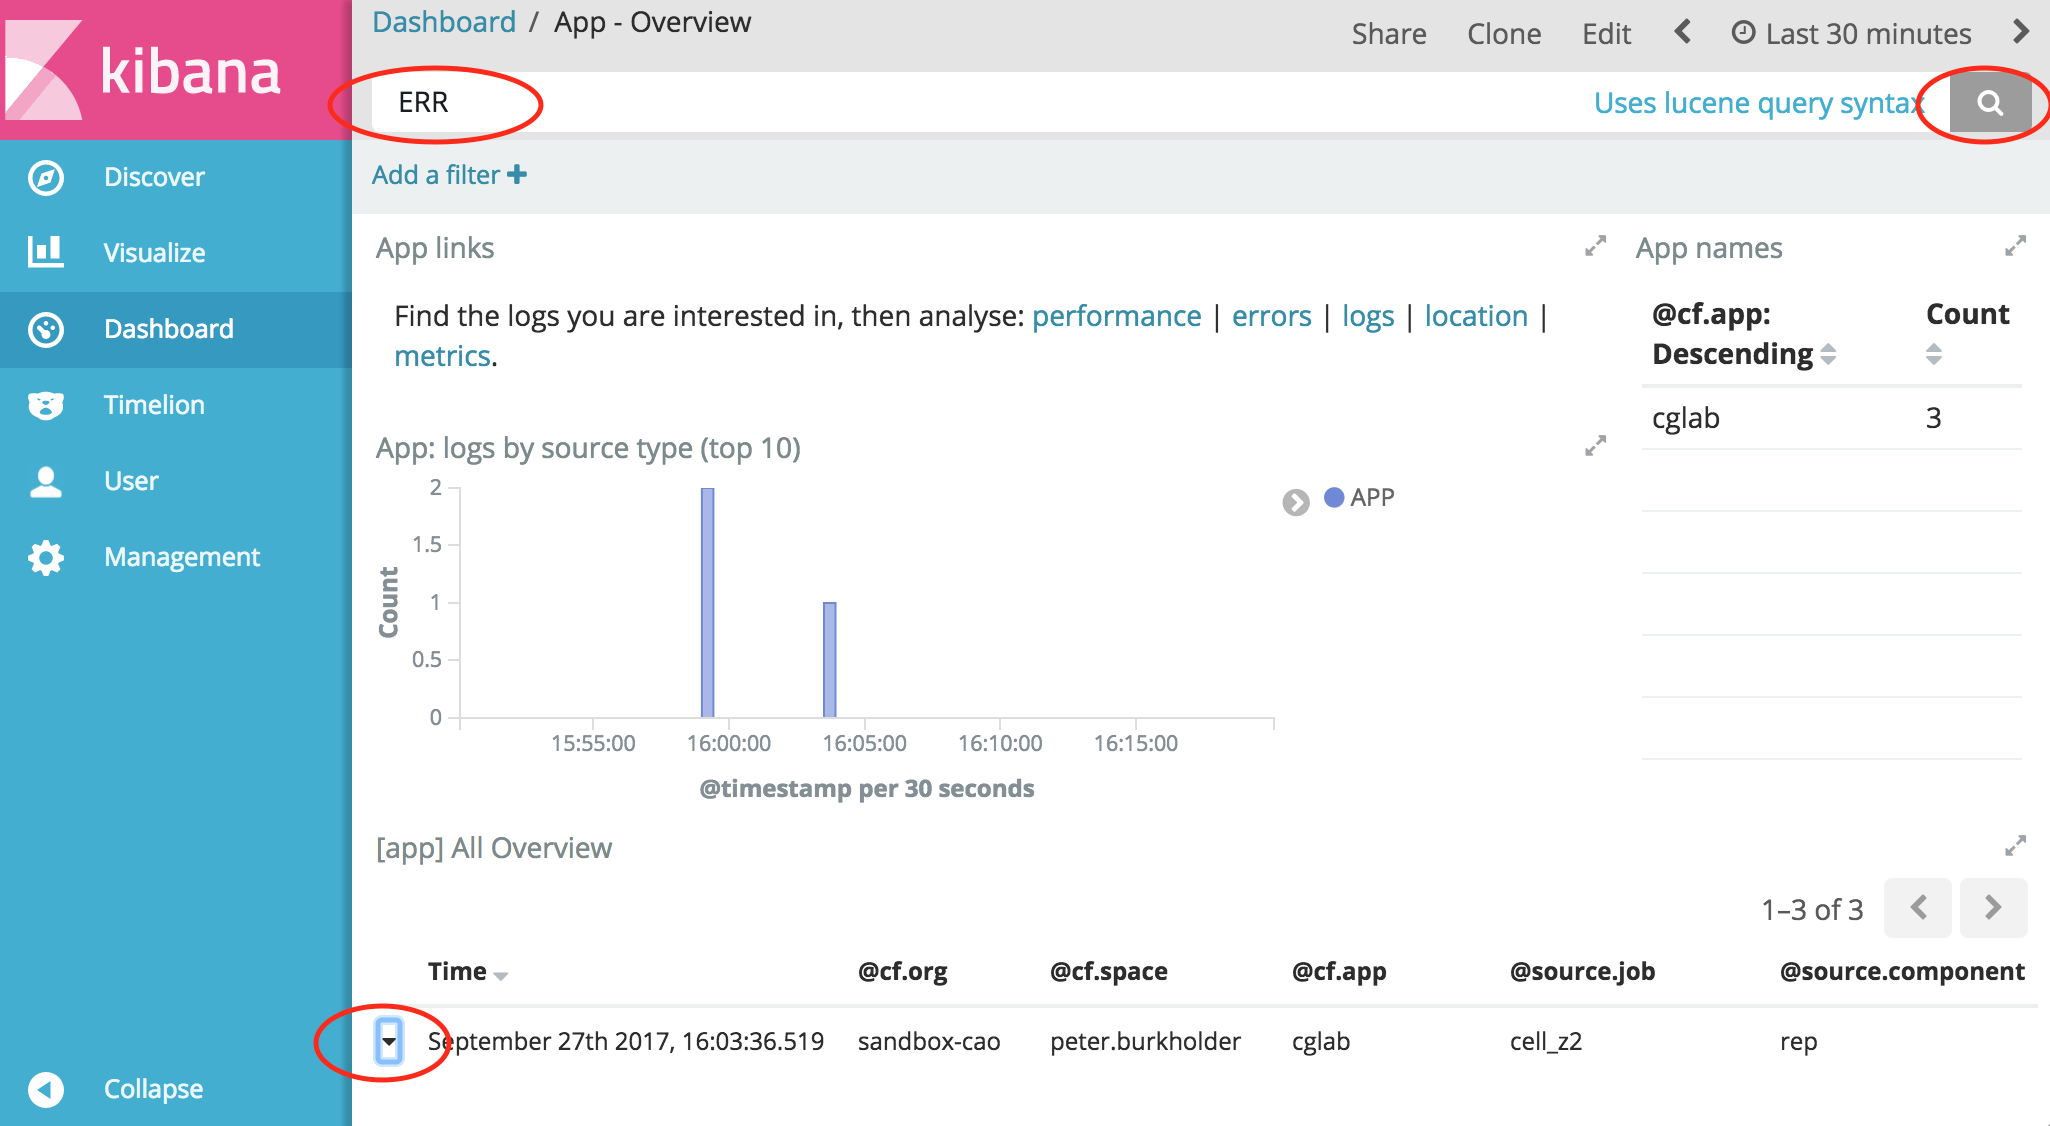 kibana
Discover
Visualize
Dashboard
Timelion
User
Management
Collapse
Dashboard / App - Overview
Share Clone Edit Last 30 minutes
ERR
Uses lucene query syntax
Add a filter
App links
Find the logs you are interested in, then analyse: performance | errors | logs | location |
metrics.
App names
@cf.app:
Descending Count
cglab 3
App: logs by source type (top 10)
2
1.5
1
0.5
0
Count
15:55:00 16:00:00 16:05:00 16:10:00 16:15:00
@timestamp per 30 seconds
APP
[app] All Overview
1–3 of 3
Time @cf.org @cf.space @cf.app @source.job @source.component
September 27th 2017, 16:03:36.519 sandbox-cao peter.burkholder cglab cell_z2 rep